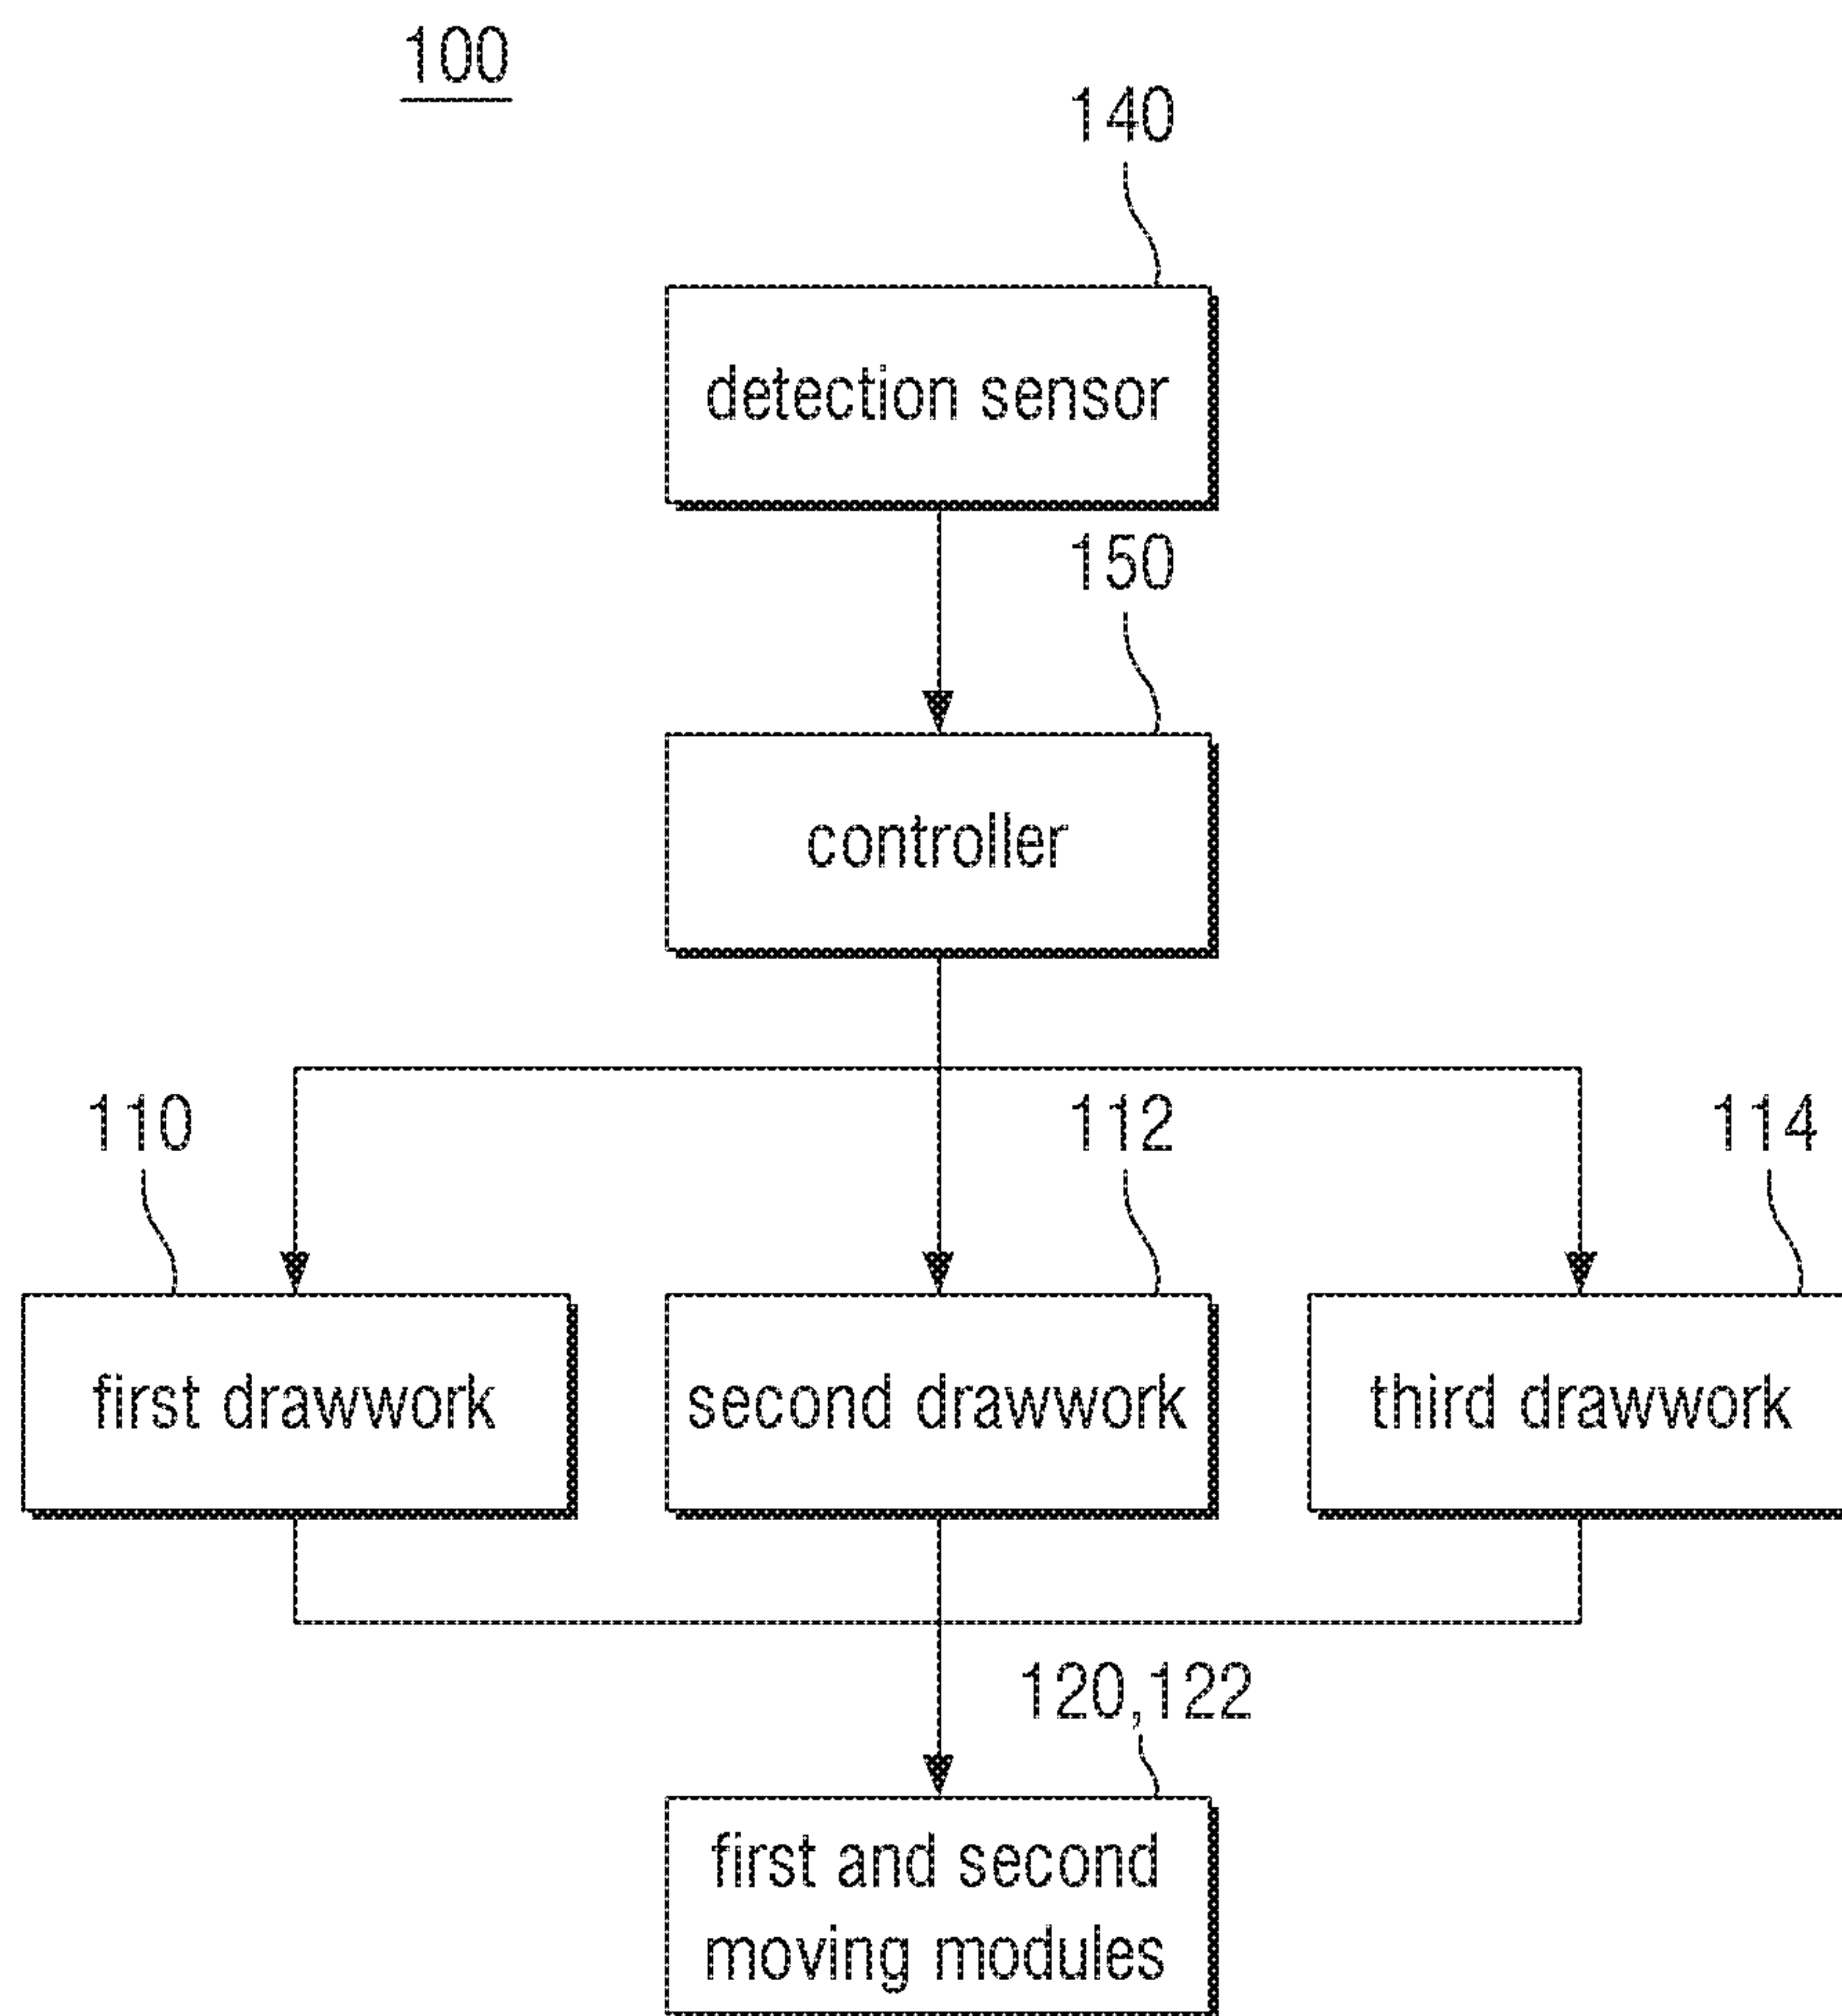 100
140
detection sensor
150
controller
110
112
114
first drawwork
second drawwork
third drawwork
120,122
first and second
moving modules